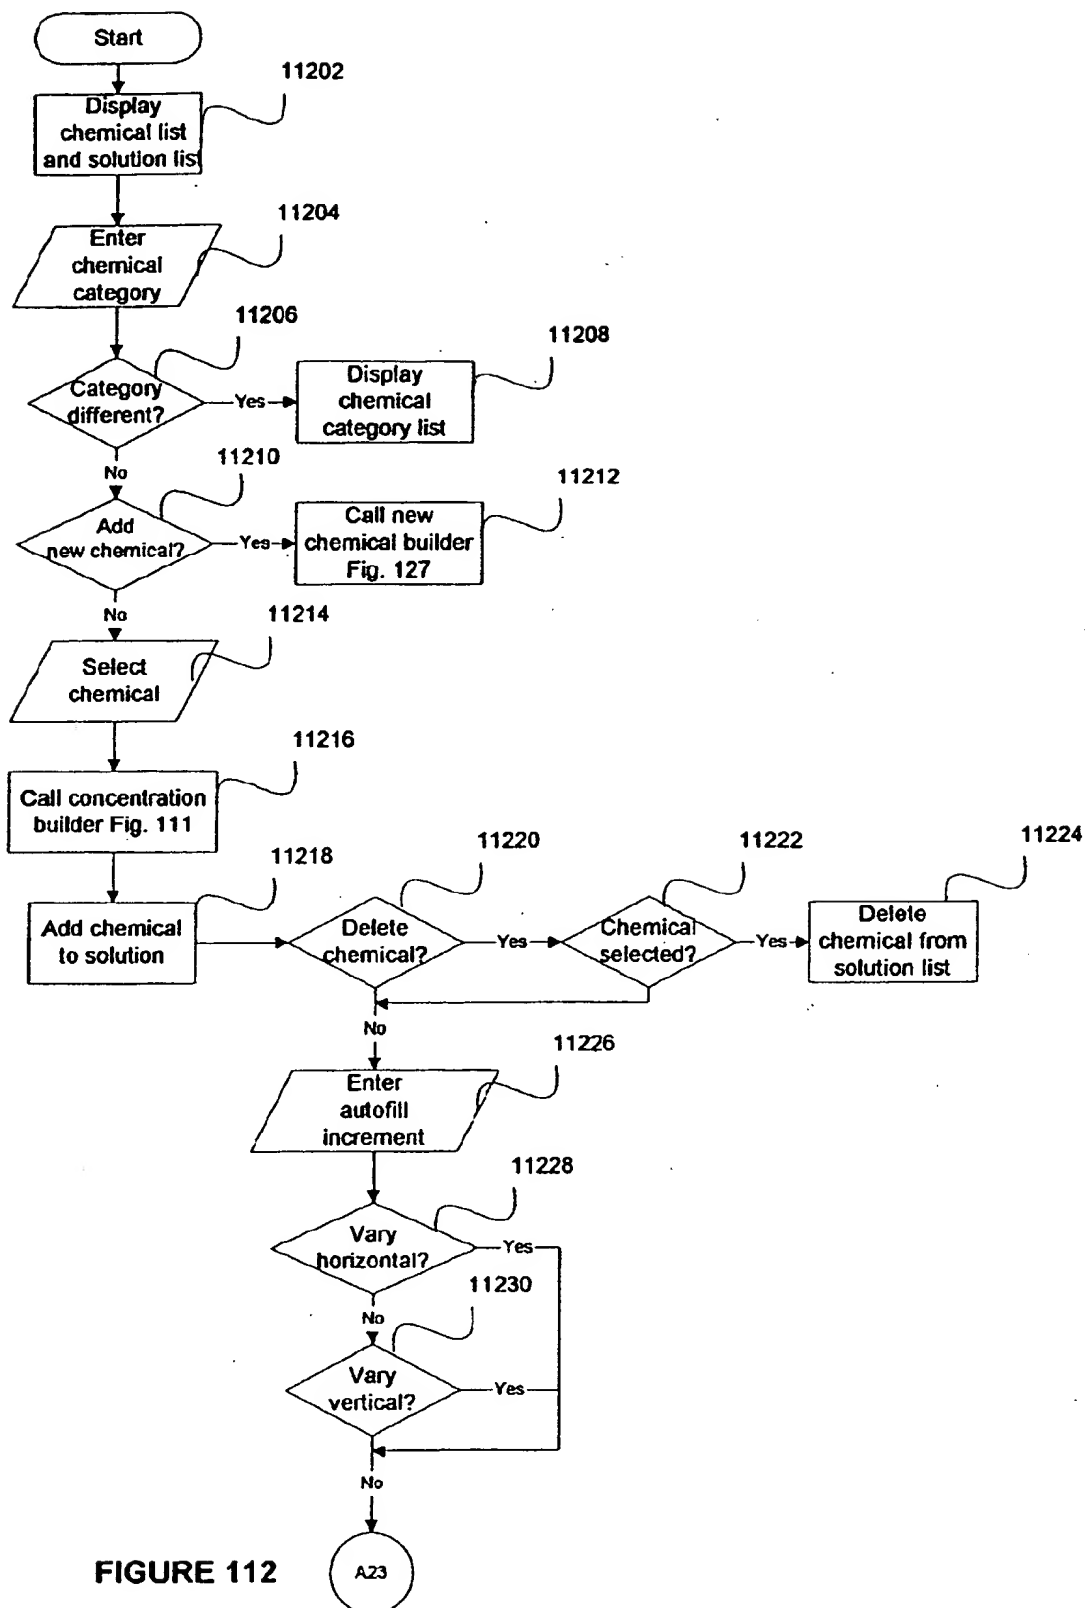 Start
11202
Display
chemical list
and solution list
11204
Enter
chemical
category
11206
Category
different?
Yes
11208
Display
chemical
category list
No
11210
Add
new chemical?
Yes
11212
Call new
chemical builder
Fig. 127
No
11214
Select
chemical
11216
Call concentration
builder Fig. 111
11218
Add chemical
to solution
11220
Delete
chemical?
Yes
11222
Chemical
selected?
Yes
11224
Delete
chemical from
solution list
No
11226
Enter
autofill
increment
11228
Vary
horizontal?
Yes
11230
No
Vary
vertical?
Yes
No
A23
FIGURE 112